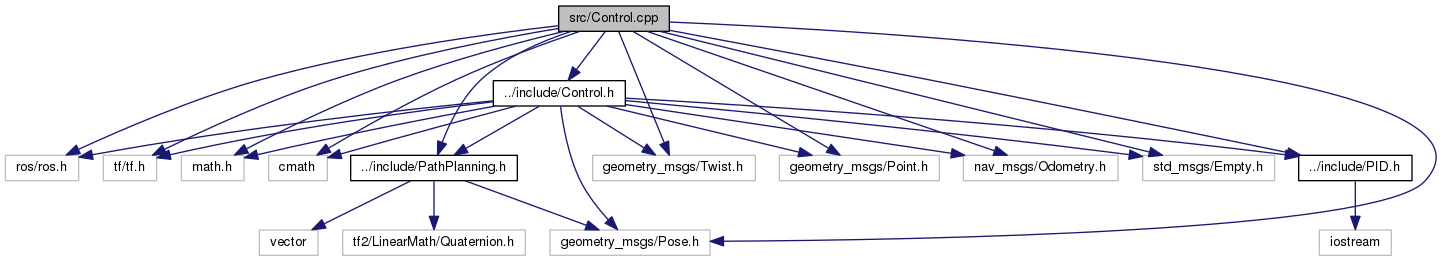 src/Control.cpp
../include/Control.h
ros/ros.h
tf/tf.h
math.h
cmath
../include/PathPlanning.h
geometry_msgs/Twist.h
geometry_msgs/Point.h
nav_msgs/Odometry.h
std_msgs/Empty.h
../include/PID.h
vector
tf2/LinearMath/Quaternion.h
geometry_msgs/Pose.h
iostream